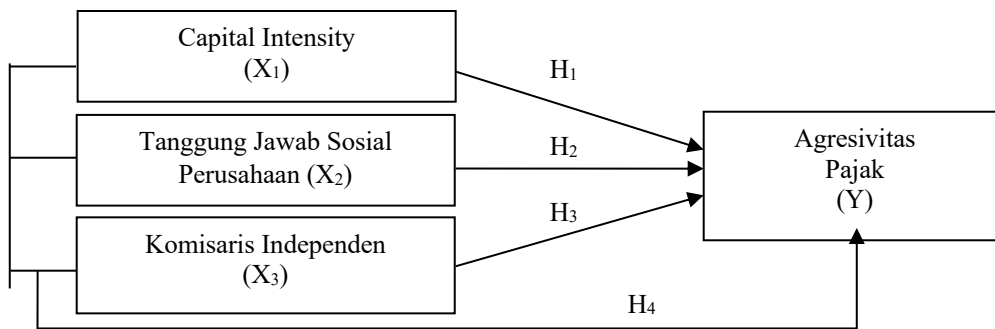 Capital Intensity
(X₁)
H₁
Tanggung Jawab Sosial
Perusahaan (X₂)
H₂
Agresivitas
Pajak
(Y)
Komisaris Independen
(X₃)
H₃
H₄